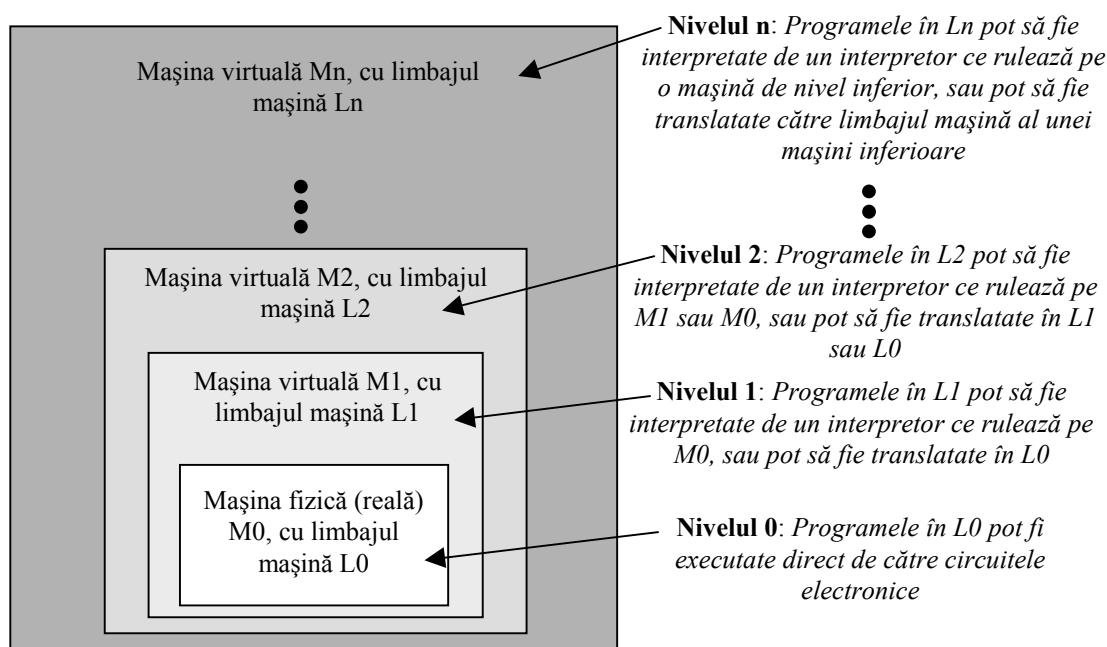 Maşina virtuală Mn, cu limbajul
maşină Ln
Nivelul n: Programele în Ln pot să fie
interpretate de un interpretor ce rulează pe
o maşină de nivel inferior, sau pot să fie
translatate către limbajul maşină al unei
maşini inferioare
Maşina virtuală M2, cu limbajul
maşină L2
Nivelul 2: Programele în L2 pot să fie
interpretate de un interpretor ce rulează pe
M1 sau M0, sau pot să fie translatate în L1
sau L0
Maşina virtuală M1, cu
limbajul maşină L1
Nivelul 1: Programele în L1 pot să fie
interpretate de un interpretor ce rulează pe
M0, sau pot să fie translatate în L0
Maşina fizică (reală)
M0, cu limbajul
maşină L0
Nivelul 0: Programele în L0 pot fi
executate direct de către circuitele
electronice